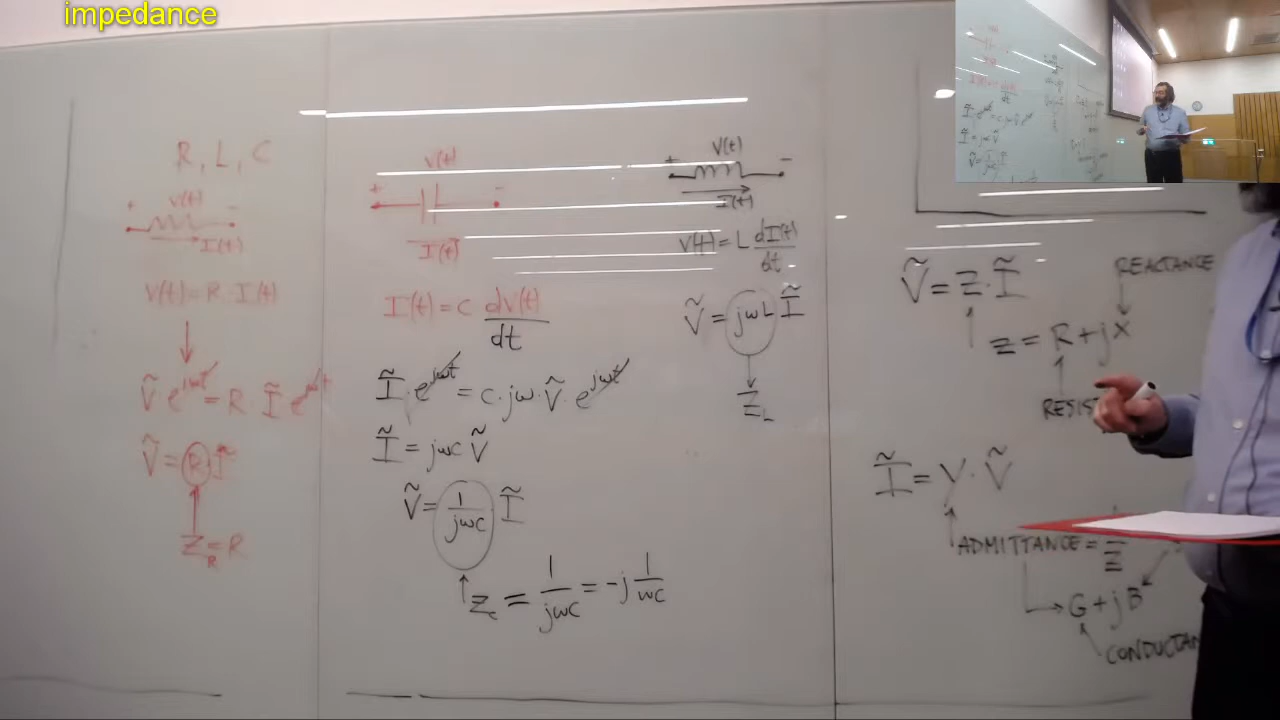 impedance
R, L, C
V(t)
+ -
I(t)
V(t) = R · I(t)
Ṽ e^{jωt} = R Ĩ e^{jωt}
Ṽ = R Ĩ
Z_R = R
V(t)
+ -
I(t)
I(t) = C dV(t)/dt
Ĩ · e^{jωt} = C · jω · Ṽ · e^{jωt}
Ĩ = jωC Ṽ
Ṽ = 1/jωC Ĩ
Z_C = 1/jωC = -j 1/ωC
V(t)
+ -
I(t)
V(t) = L dI(t)/dt
Ṽ = jωL Ĩ
Z_L
Ṽ = Z · Ĩ
REACTANCE
Z = R + jX
Ĩ = Y · Ṽ
ADMITTANCE = 1/Z
G + jB